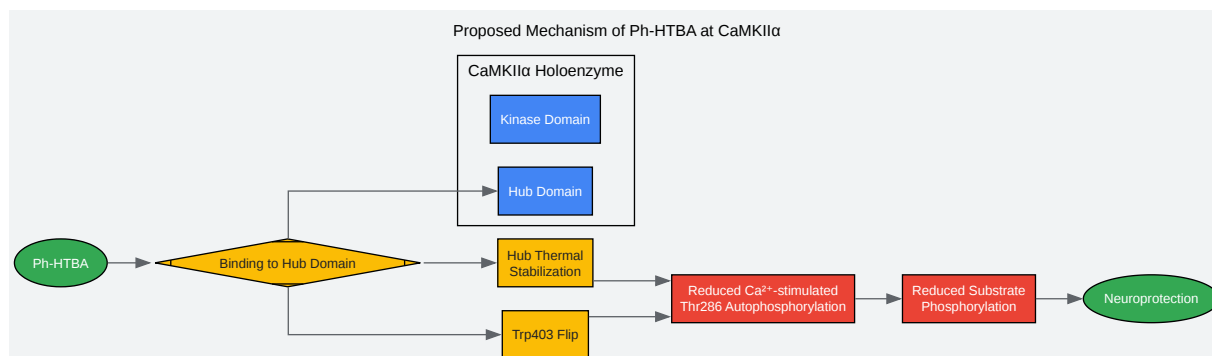 Proposed Mechanism of Ph-HTBA at CaMKIIα
CaMKIIα Holoenzyme
Kinase Domain
Hub Domain
Ph-HTBA
Binding to Hub Domain
Hub Thermal
Stabilization
Trp403 Flip
Reduced Ca²⁺-stimulated
Thr286 Autophosphorylation
Reduced Substrate
Phosphorylation
Neuroprotection